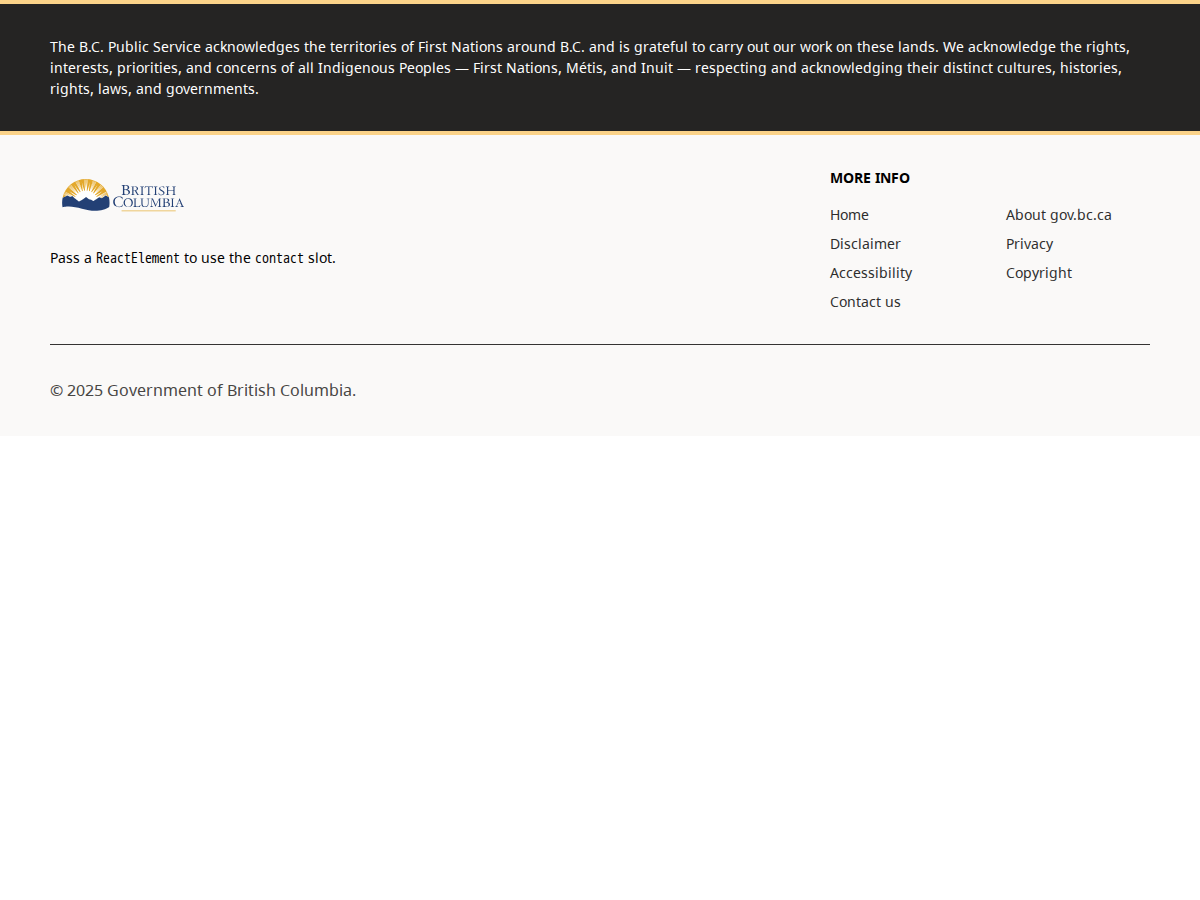 The B.C. Public Service acknowledges the territories of First Nations around B.C. and is grateful to carry out our work on these lands. We acknowledge the rights,
interests, priorities, and concerns of all Indigenous Peoples — First Nations, Métis, and Inuit — respecting and acknowledging their distinct cultures, histories,
rights, laws, and governments.
BRITISH
COLUMBIA
Pass a ReactElement to use the contact slot.
MORE INFO
Home
About gov.bc.ca
Disclaimer
Privacy
Accessibility
Copyright
Contact us
© 2025 Government of British Columbia.